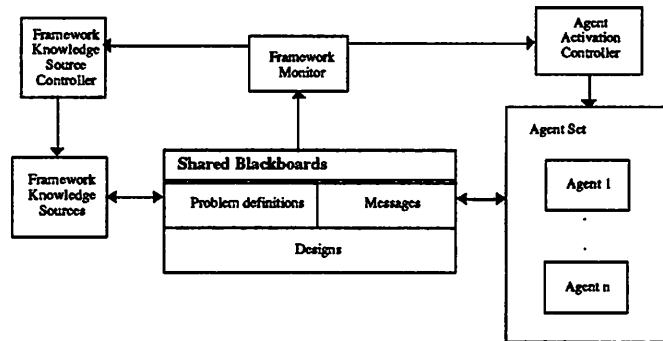 Framework
Knowledge
Source
Controller
Framework
Monitor
Agent
Activation
Controller
Agent Set
Shared Blackboards
Framework
Knowledge
Sources
Problem definitions
Messages
Agent 1
Designs
Agent n